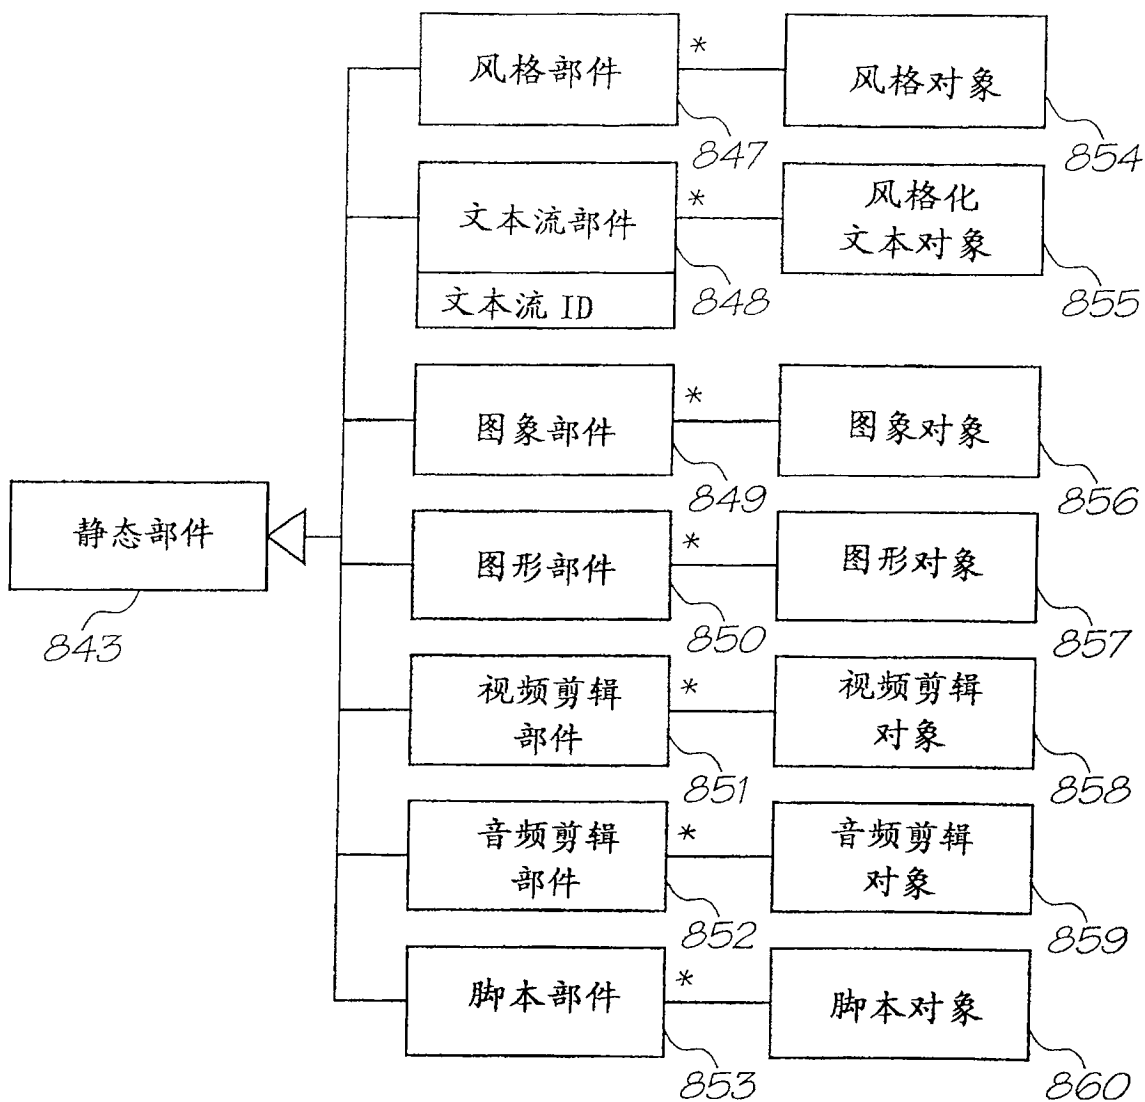 风格部件
*
风格对象
847
854
文本流部件
*
风格化
文本对象
文本流 ID
848
855
图象部件
*
图象对象
849
856
静态部件
843
图形部件
*
图形对象
850
857
视频剪辑
部件
*
视频剪辑
对象
851
858
音频剪辑
部件
*
音频剪辑
对象
852
859
脚本部件
*
脚本对象
853
860